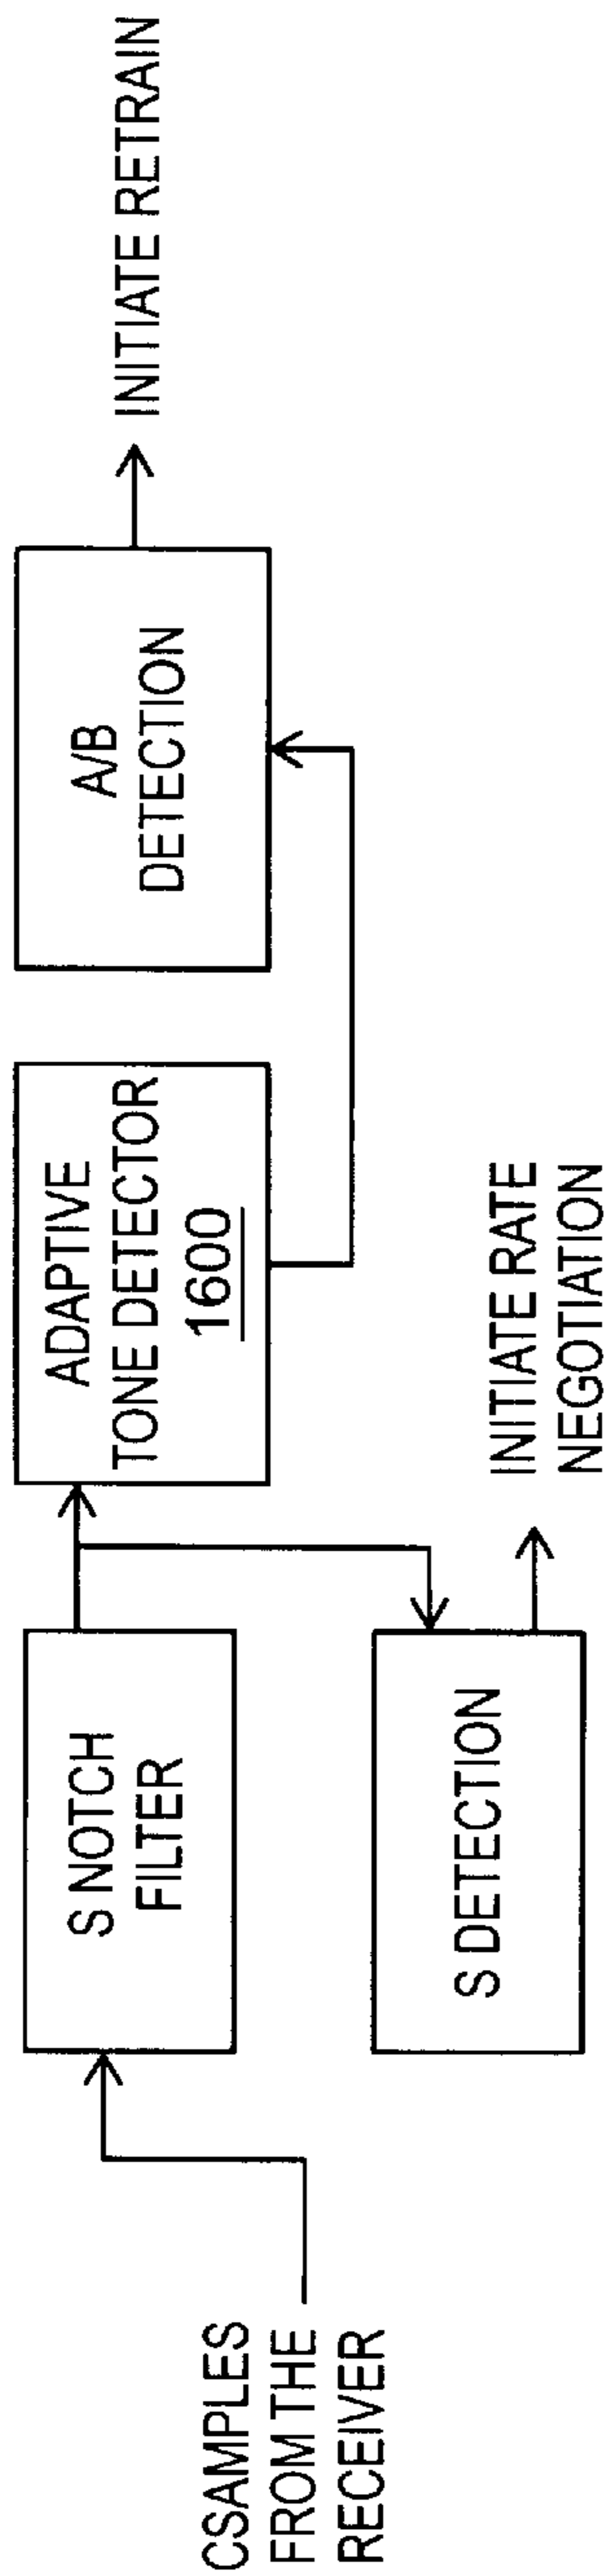 CSAMPLES
FROM THE
RECEIVER
S NOTCH
FILTER
S DETECTION
ADAPTIVE
TONE DETECTOR
1600
INITIATE RATE
NEGOTIATION
A/B
DETECTION
INITIATE RETRAIN